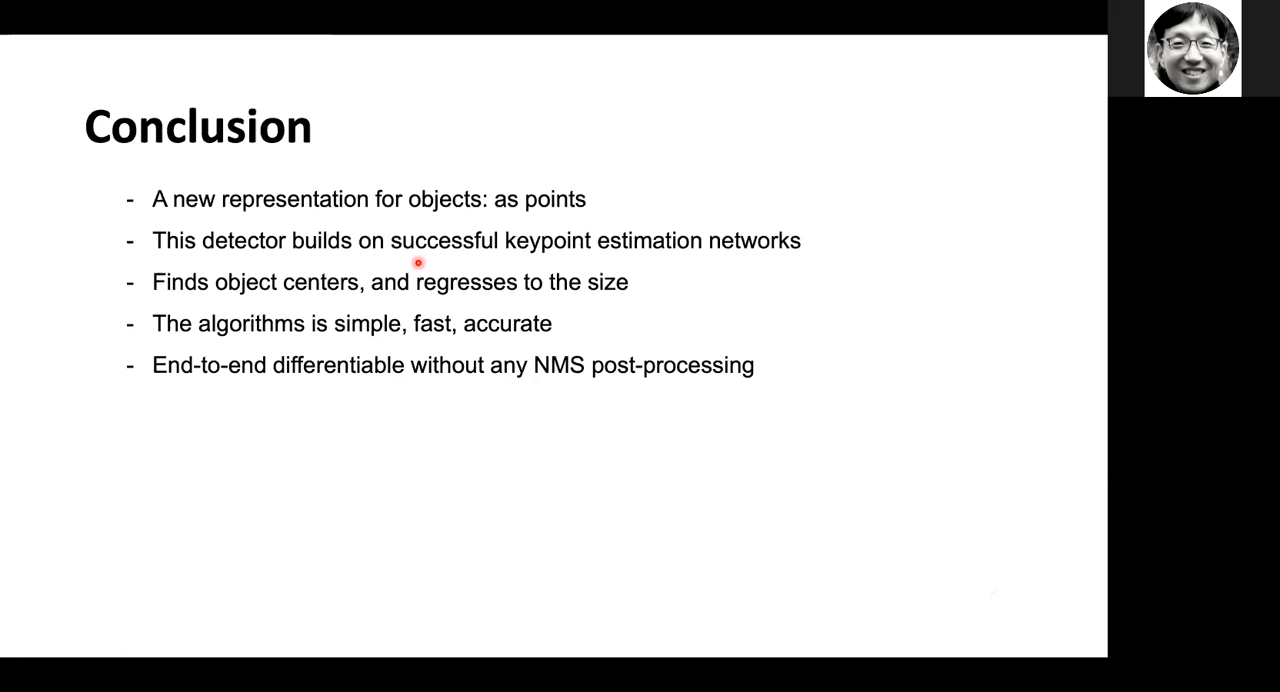 Conclusion
- A new representation for objects: as points
- This detector builds on successful keypoint estimation networks
- Finds object centers, and regresses to the size
- The algorithms is simple, fast, accurate
- End-to-end differentiable without any NMS post-processing